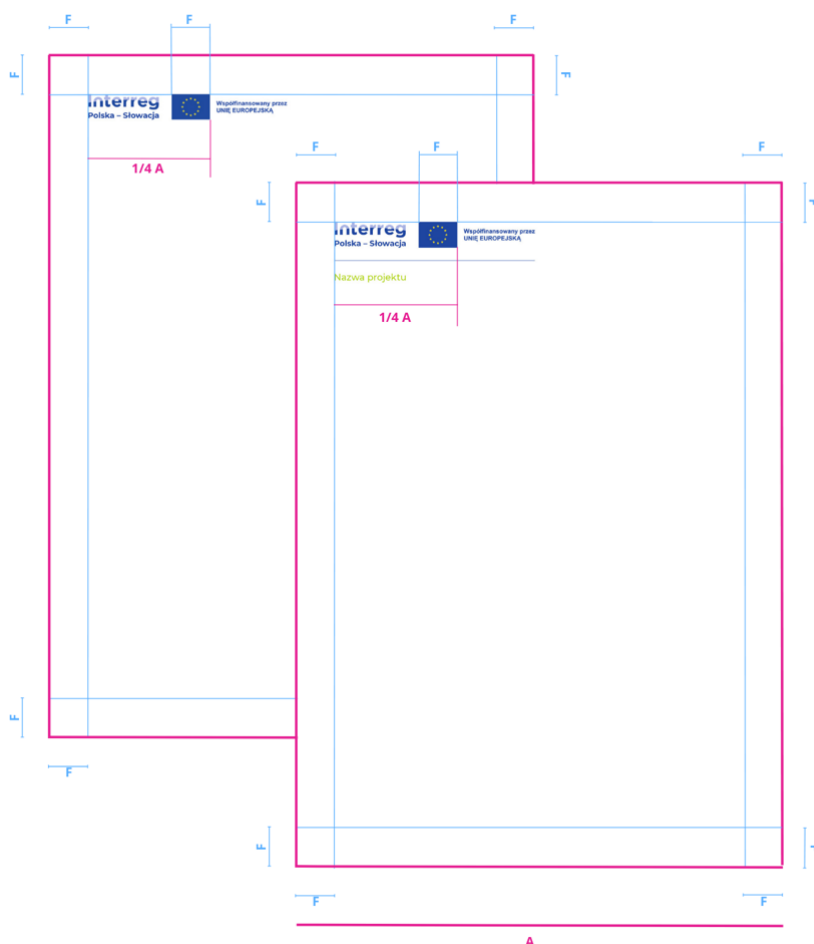 F
F
F
F
F
Interreg
Polska – Słowacja
Współfinansowany przez
UNIĘ EUROPEJSKĄ
1/4 A
F
F
F
F
F
Interreg
Polska – Słowacja
Współfinansowany przez
UNIĘ EUROPEJSKĄ
Nazwa projektu
1/4 A
F
F
F
F
F
F
A